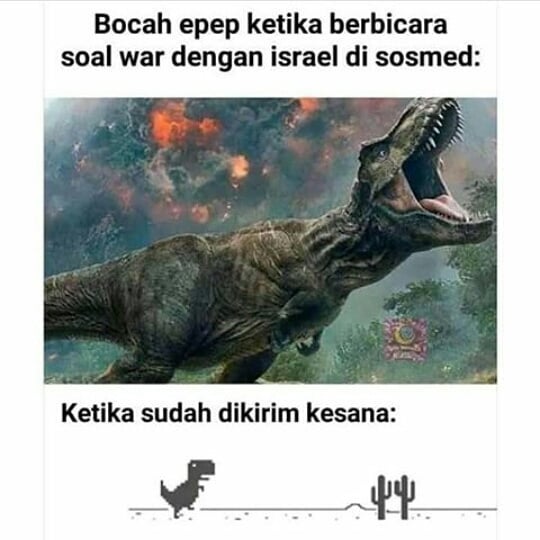 Bocah epep ketika berbicara
soal war dengan israel di sosmed:
Ketika sudah dikirim kesana: